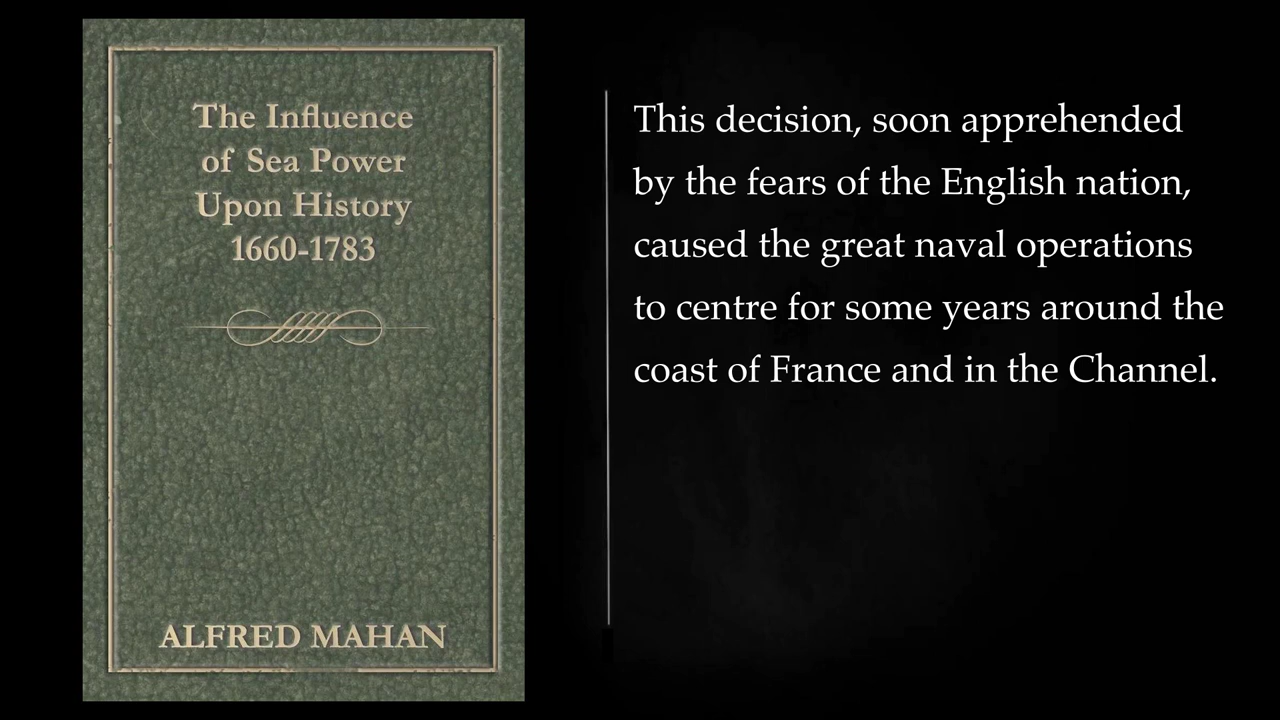 The Influence
of Sea Power
Upon History
1660-1783
ALFRED MAHAN
This decision, soon apprehended
by the fears of the English nation,
caused the great naval operations
to centre for some years around the
coast of France and in the Channel.